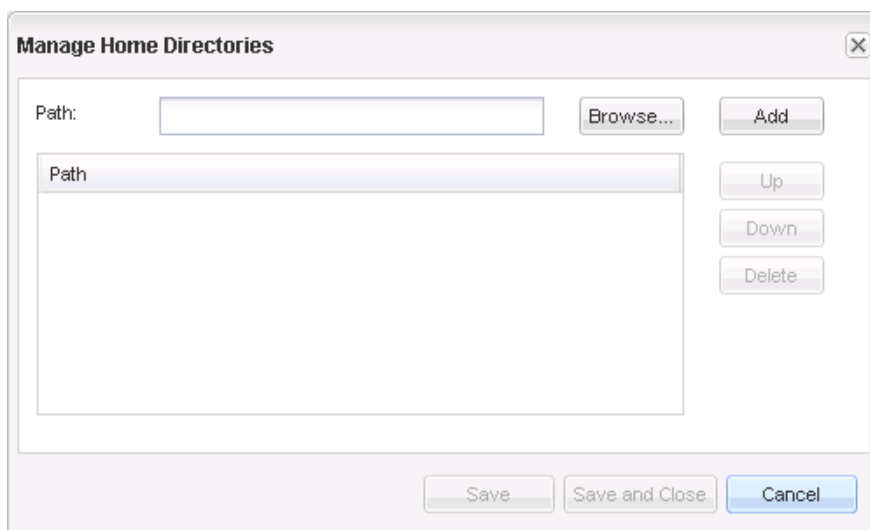 Manage Home Directories
Path:
Browse...
Add
Path
Up
Down
Delete
Save
Save and Close
Cancel